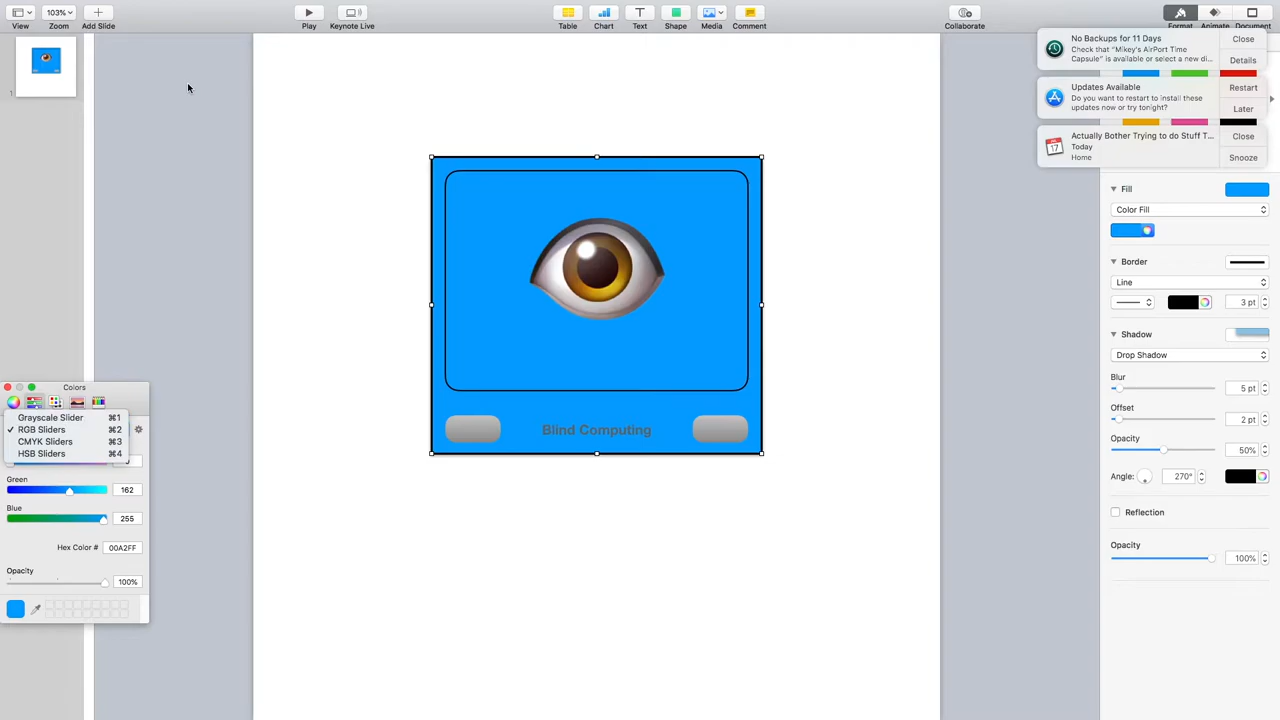 103%
View
Zoom
Add Slide
Play
Keynote Live
Table
Chart
Text
Shape
Media
Comment
Collaborate
Format
Animate
Document
No Backups for 11 Days
Check that “Mikey’s AirPort Time
Capsule” is available or select a new di...
Close
Details
Updates Available
Do you want to restart to install these
updates now or try tonight?
Restart
Later
17
Actually Bother Trying to do Stuff T...
Today
Home
Close
Snooze
1
Blind Computing
Fill
Color Fill
Border
Line
3 pt
Shadow
Drop Shadow
Blur
5 pt
Offset
2 pt
Opacity
50%
Angle:
270°
Reflection
Opacity
100%
Colors
Grayscale Slider ⌘1
✓ RGB Sliders ⌘2
CMYK Sliders ⌘3
HSB Sliders ⌘4
Green
162
Blue
255
Hex Color # 00A2FF
Opacity
100%